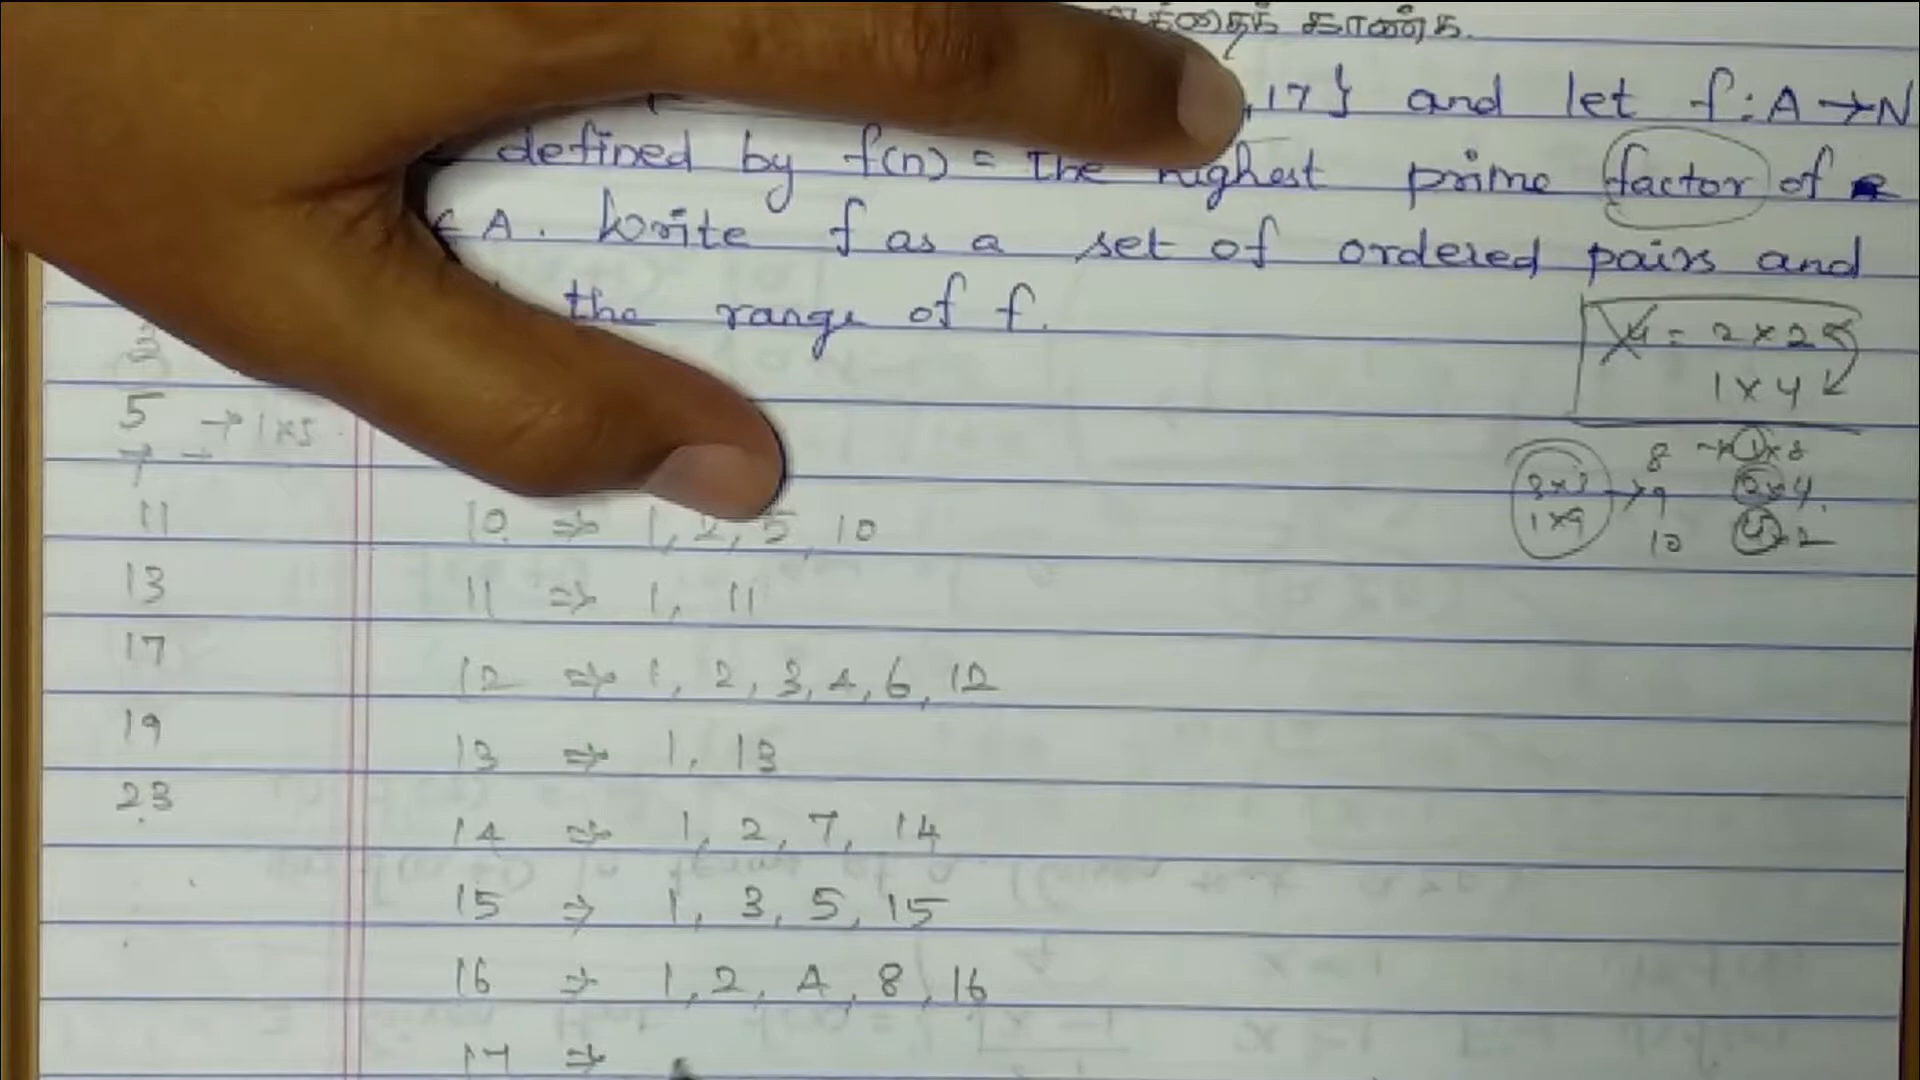 காண்க.
,17} and let f:A→N
defined by f(n) = the highest prime factor of
A. Write f as a set of ordered pairs and
the range of f.
4 = 2×2
1×4
5 → 1×5
7 →
8 → 1×8
3×3 → 9 2×4
1×9
10 5×2
11
10 ⇒ 1, 2, 5, 10
13
11 ⇒ 1, 11
17
12 ⇒ 1, 2, 3, 4, 6, 12
19
13 ⇒ 1, 13
23
14 ⇒ 1, 2, 7, 14
15 ⇒ 1, 3, 5, 15
16 ⇒ 1, 2, 4, 8, 16
17 ⇒